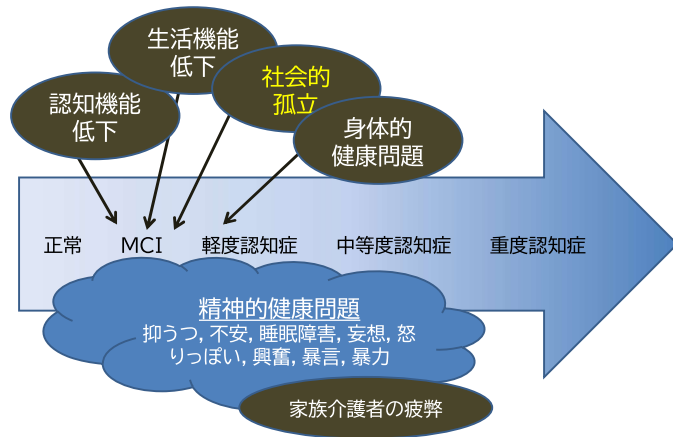 生活機能
低下
社会的
孤立
認知機能
低下
身体的
健康問題
正常 MCI 軽度認知症 中等度認知症 重度認知症
精神的健康問題
抑うつ, 不安, 睡眠障害, 妄想, 怒
りっぽい, 興奮, 暴言, 暴力
家族介護者の疲弊